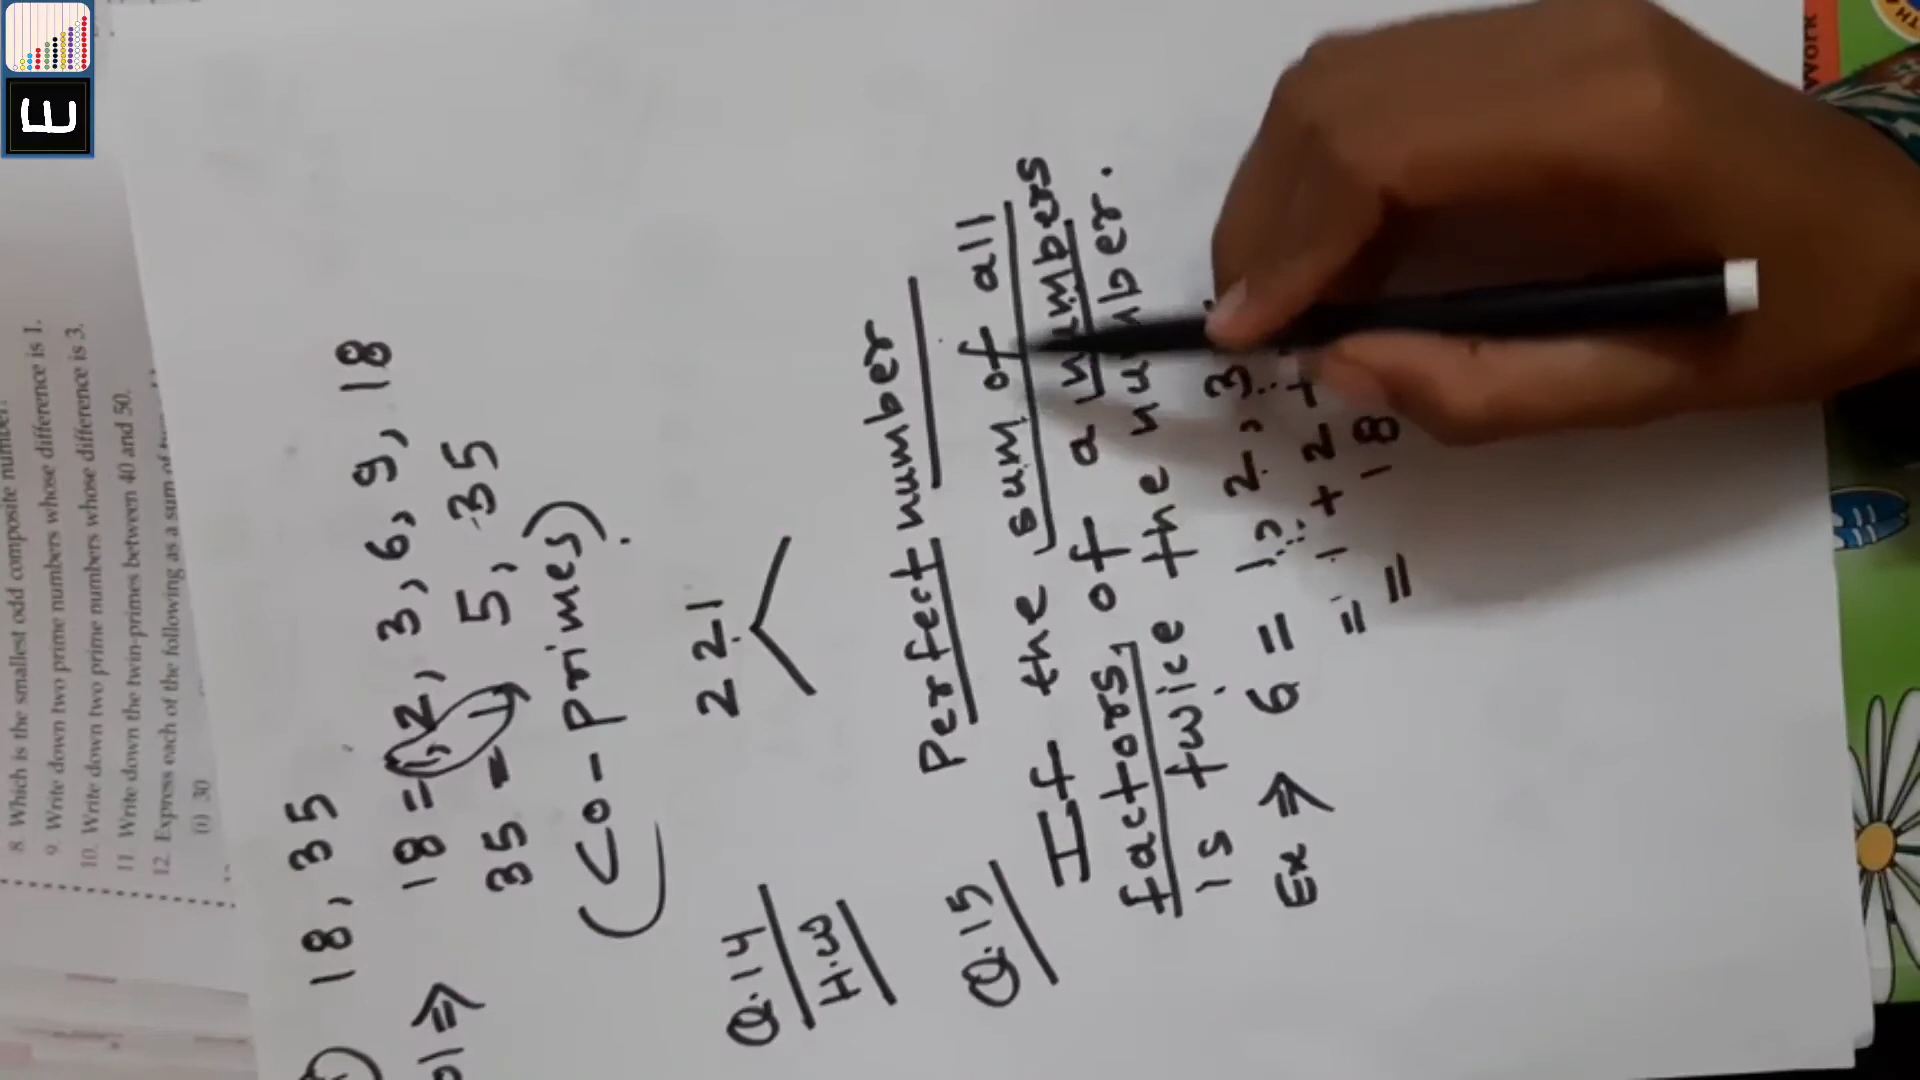 8. Which is the smallest odd composite number.
9. Write down two prime numbers whose difference is 1.
10. Write down two prime numbers whose difference is 3.
11. Write down the twin-primes between 40 and 50.
12. Express each of the following as a sum of
(i) 30
18, 35
18 = 1, 2, 3, 6, 9, 18
35 = 1, 5, 35
(Co-primes).
Q.14
H.W
221
Q.15
Perfect number
If the sum of all
factors, of a numbers
is twice the number.
Ex ⇒ 6 = 1, 2, 3
= 1 + 2 +
= 18
E
Work